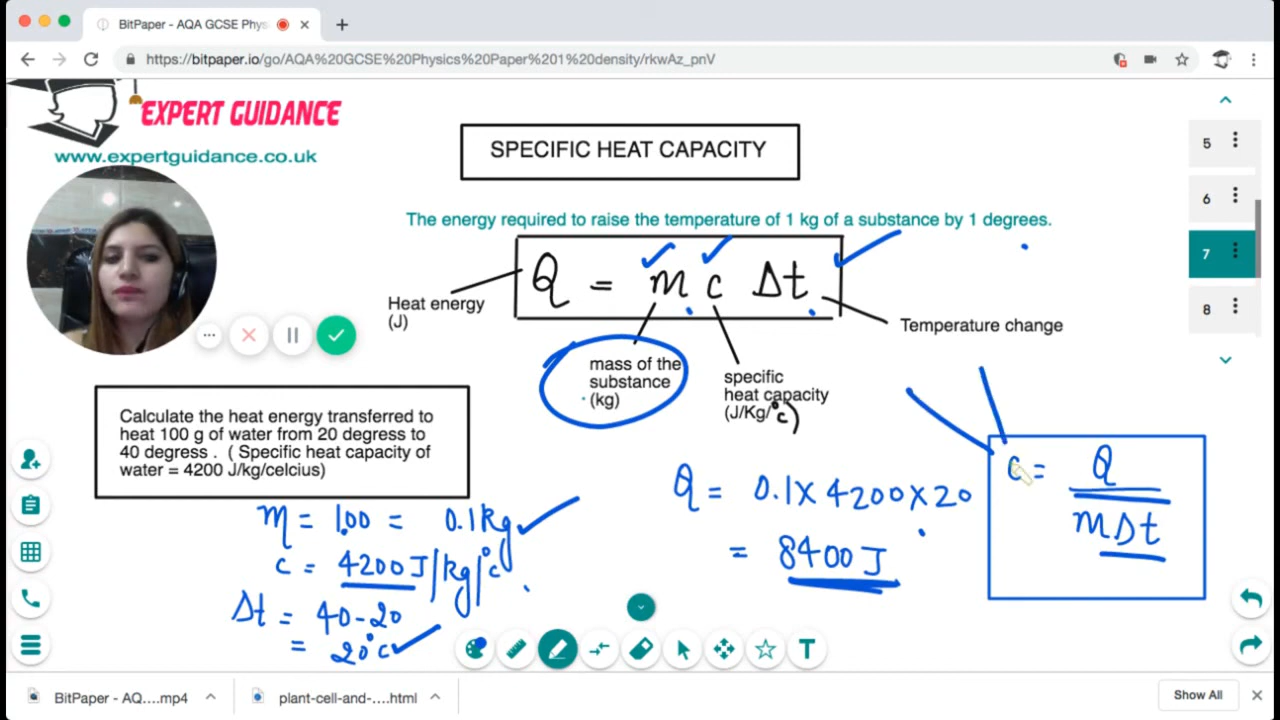 BitPaper - AQA GCSE Phys
https://bitpaper.io/go/AQA%20GCSE%20Physics%20Paper%201%20density/rkwAz_pnV
EXPERT GUIDANCE
www.expertguidance.co.uk
SPECIFIC HEAT CAPACITY
The energy required to raise the temperature of 1 kg of a substance by 1 degrees.
Q = m c Δt
Heat energy
(J)
Temperature change
mass of the
substance
(kg)
specific
heat capacity
(J/Kg/°c)
Calculate the heat energy transferred to
heat 100 g of water from 20 degress to
40 degress . ( Specific heat capacity of
water = 4200 J/kg/celcius)
m = 1.00 = 0.1kg
c = 4200J/kg/°c
Δt = 40-20
= 20°c
Q = 0.1 X 4200 X 20
= 8400 J
c = Q
mΔt
5
6
7
8
T
BitPaper - AQ....mp4
plant-cell-and-....html
Show All